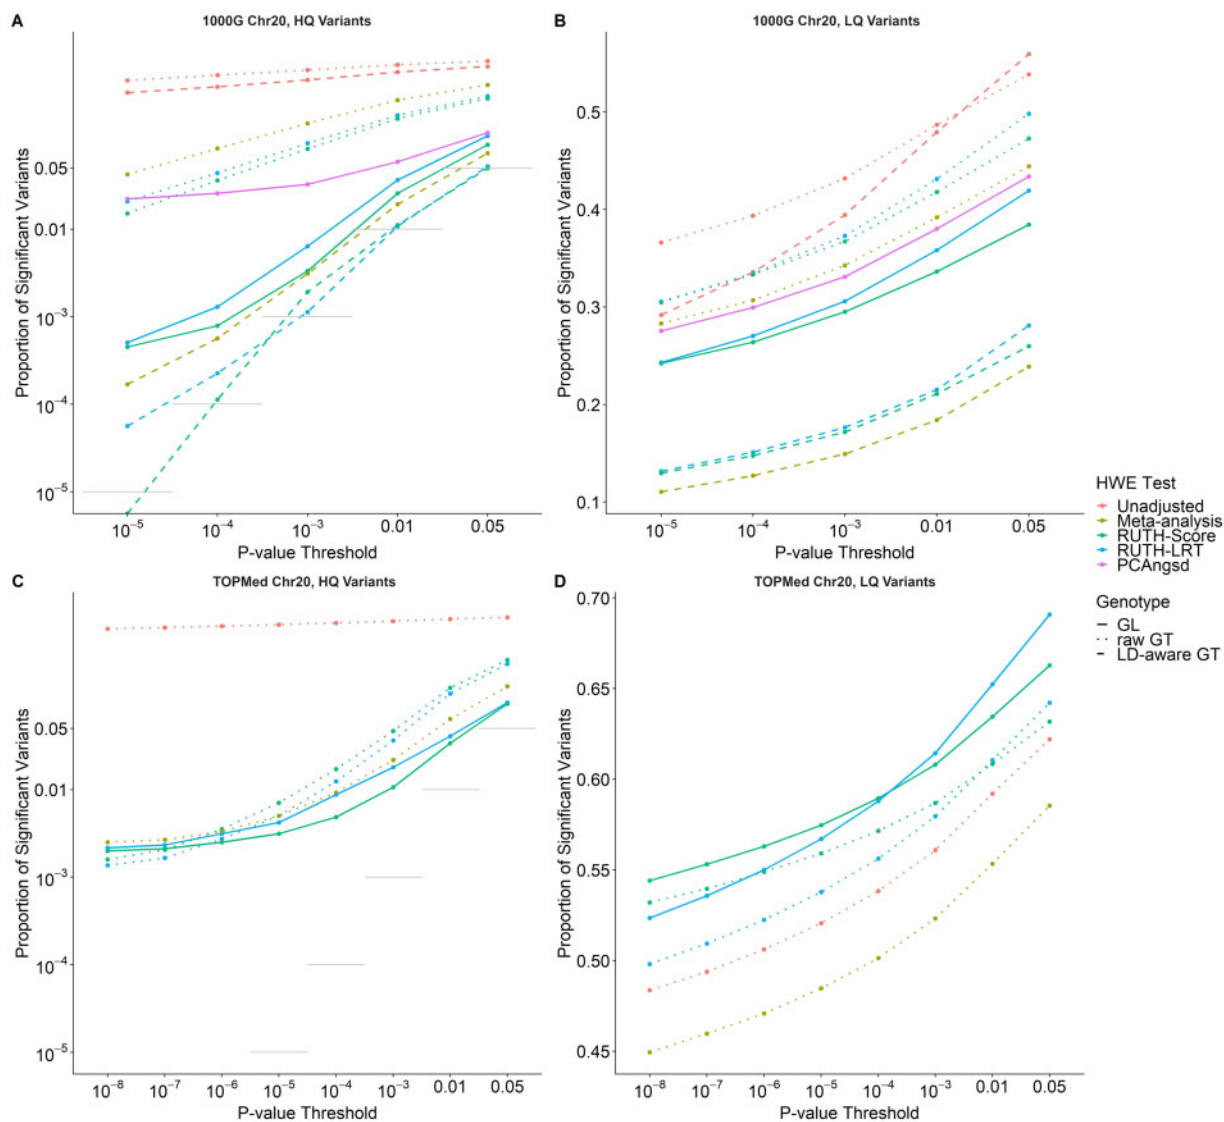 A
1000G Chr20, HQ Variants
Proportion of Significant Variants
0.05
0.01
10⁻³
10⁻⁴
10⁻⁵
10⁻⁵ 10⁻⁴ 10⁻³ 0.01 0.05
P-value Threshold
B
1000G Chr20, LQ Variants
Proportion of Significant Variants
0.5
0.4
0.3
0.2
0.1
10⁻⁵ 10⁻⁴ 10⁻³ 0.01 0.05
P-value Threshold
HWE Test
Unadjusted
Meta-analysis
RUTH-Score
RUTH-LRT
PCAngsd
Genotype
GL
raw GT
LD-aware GT
C
TOPMed Chr20, HQ Variants
Proportion of Significant Variants
0.05
0.01
10⁻³
10⁻⁴
10⁻⁵
10⁻⁸ 10⁻⁷ 10⁻⁶ 10⁻⁵ 10⁻⁴ 10⁻³ 0.01 0.05
P-value Threshold
D
TOPMed Chr20, LQ Variants
Proportion of Significant Variants
0.70
0.65
0.60
0.55
0.50
0.45
10⁻⁸ 10⁻⁷ 10⁻⁶ 10⁻⁵ 10⁻⁴ 10⁻³ 0.01 0.05
P-value Threshold